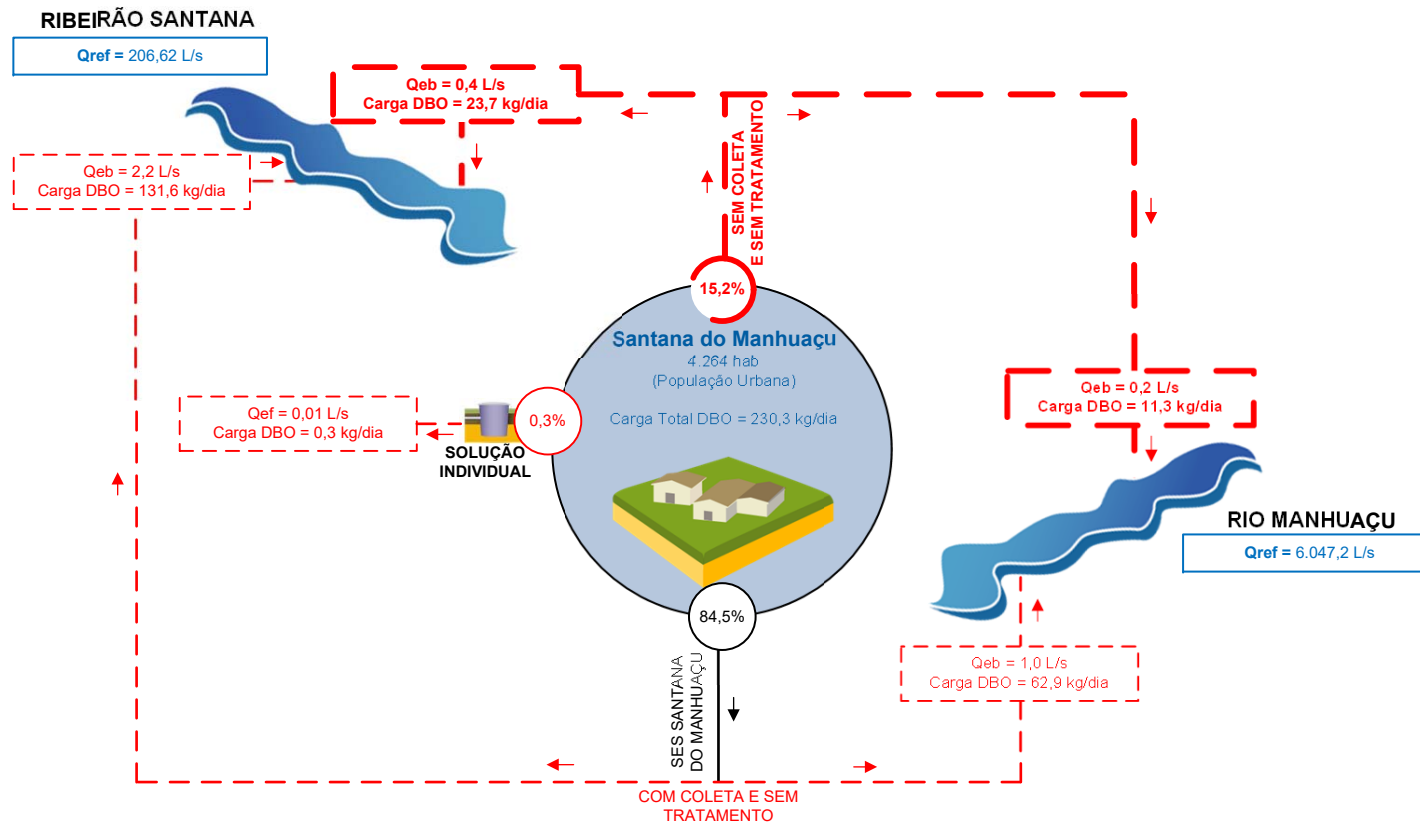 RIBEIRÃO SANTANA
Qref = 206,62 L/s
Qeb = 0,4 L/s
Carga DBO = 23,7 kg/dia
Qeb = 2,2 L/s
Carga DBO = 131,6 kg/dia
SEM COLETA
E SEM TRATAMENTO
15,2%
Santana do Manhuaçu
4.264 hab
(População Urbana)
Carga Total DBO = 230,3 kg/dia
Qeb = 0,2 L/s
Carga DBO = 11,3 kg/dia
Qef = 0,01 L/s
Carga DBO = 0,3 kg/dia
0,3%
SOLUÇÃO
INDIVIDUAL
RIO MANHUAÇU
Qref = 6.047,2 L/s
84,5%
SES SANTANA
DO MANHUAÇU
Qeb = 1,0 L/s
Carga DBO = 62,9 kg/dia
COM COLETA E SEM
TRATAMENTO